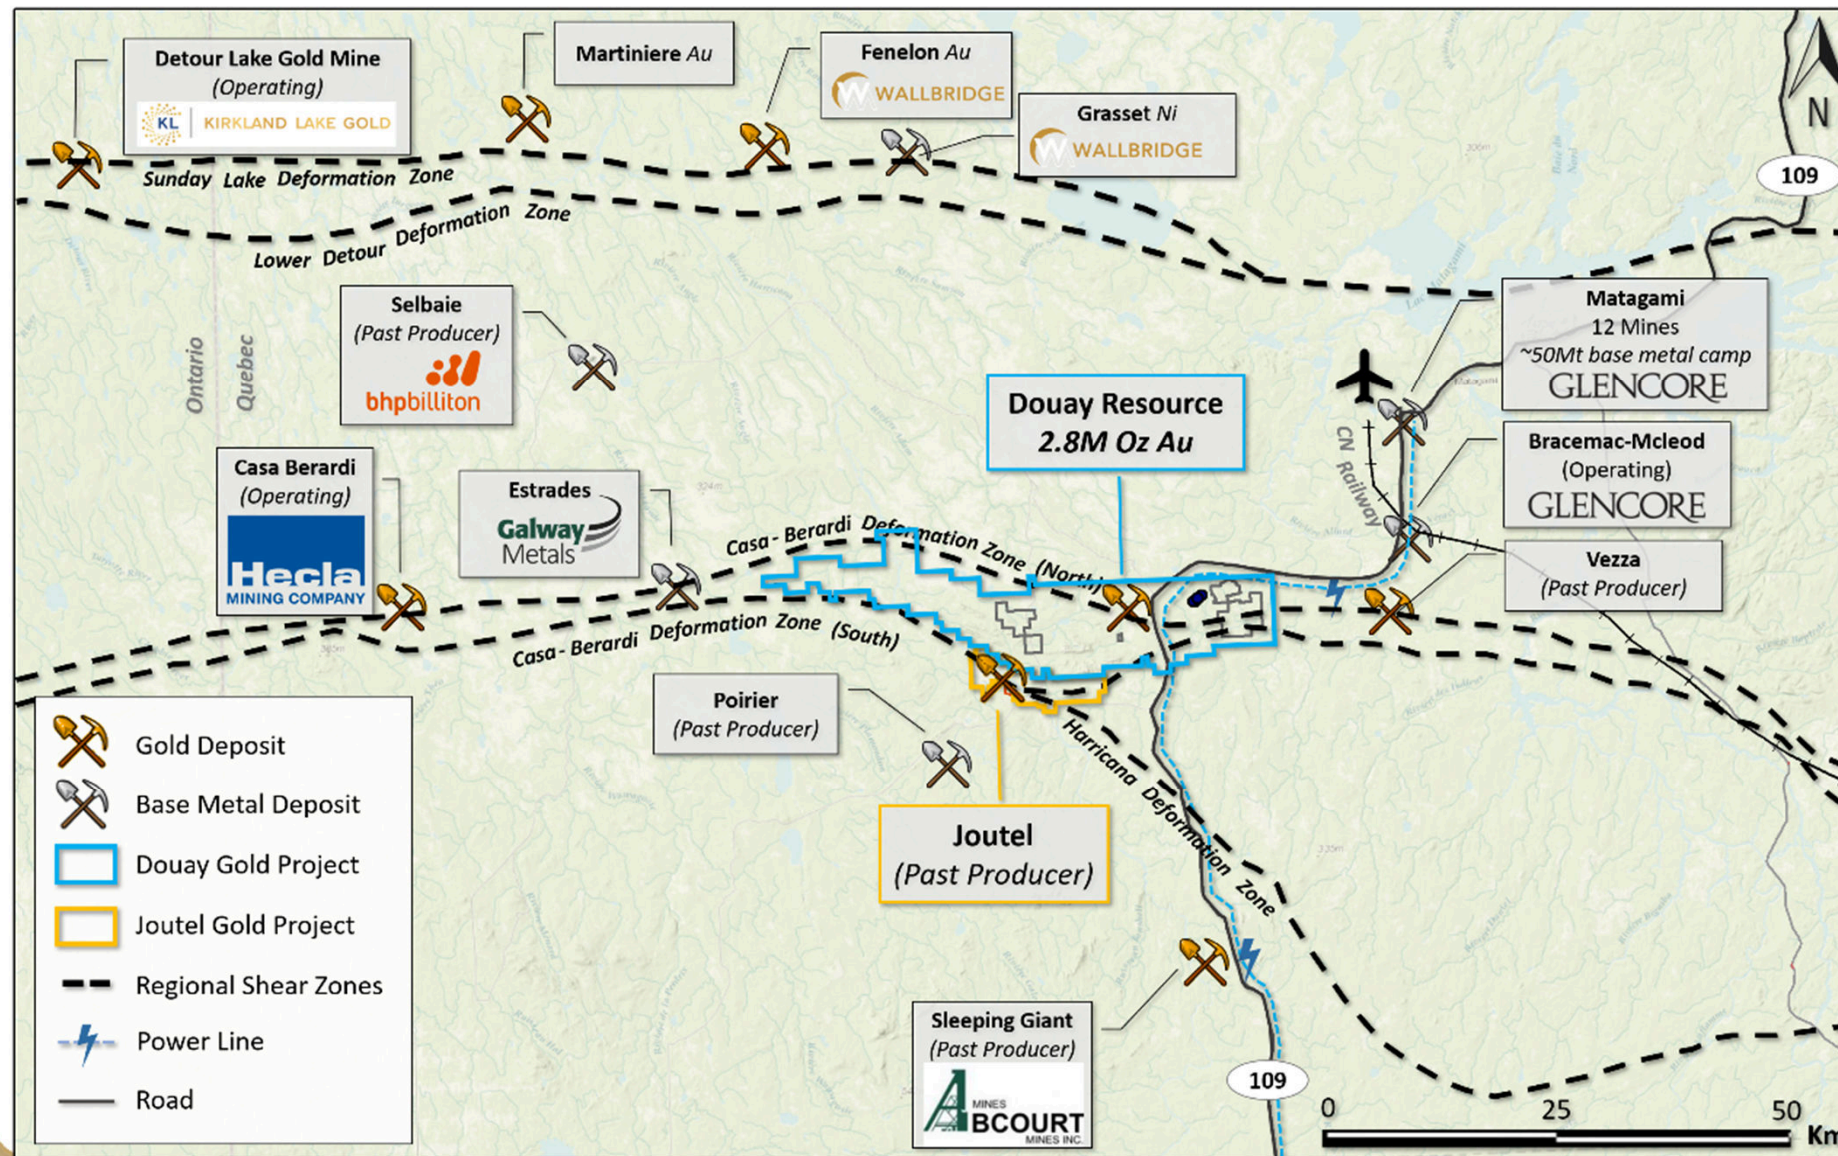 Detour Lake Gold Mine
(Operating)
KL | KIRKLAND LAKE GOLD
Martiniere Au
Fenelon Au
WALLBRIDGE
Grasset Ni
WALLBRIDGE
N
109
Sunday Lake Deformation Zone
Lower Detour Deformation Zone
Selbaie
(Past Producer)
bhpbilliton
Ontario
Quebec
Lac Matagami
Matagami
12 Mines
~50Mt base metal camp
GLENCORE
Matagami
Douay Resource
2.8M Oz Au
CN Railway
Bracemac-Mcleod
(Operating)
GLENCORE
Casa Berardi
(Operating)
Hecla
MINING COMPANY
Estrades
Galway
Metals
Casa-Berardi Deformation Zone (North)
Vezza
(Past Producer)
Casa-Berardi Deformation Zone (South)
Poirier
(Past Producer)
Harricana Deformation Zone
Joutel
(Past Producer)
Sleeping Giant
(Past Producer)
MINES
ABCOURT
MINES INC.
109
Gold Deposit
Base Metal Deposit
Douay Gold Project
Joutel Gold Project
Regional Shear Zones
Power Line
Road
0 25 50
Km